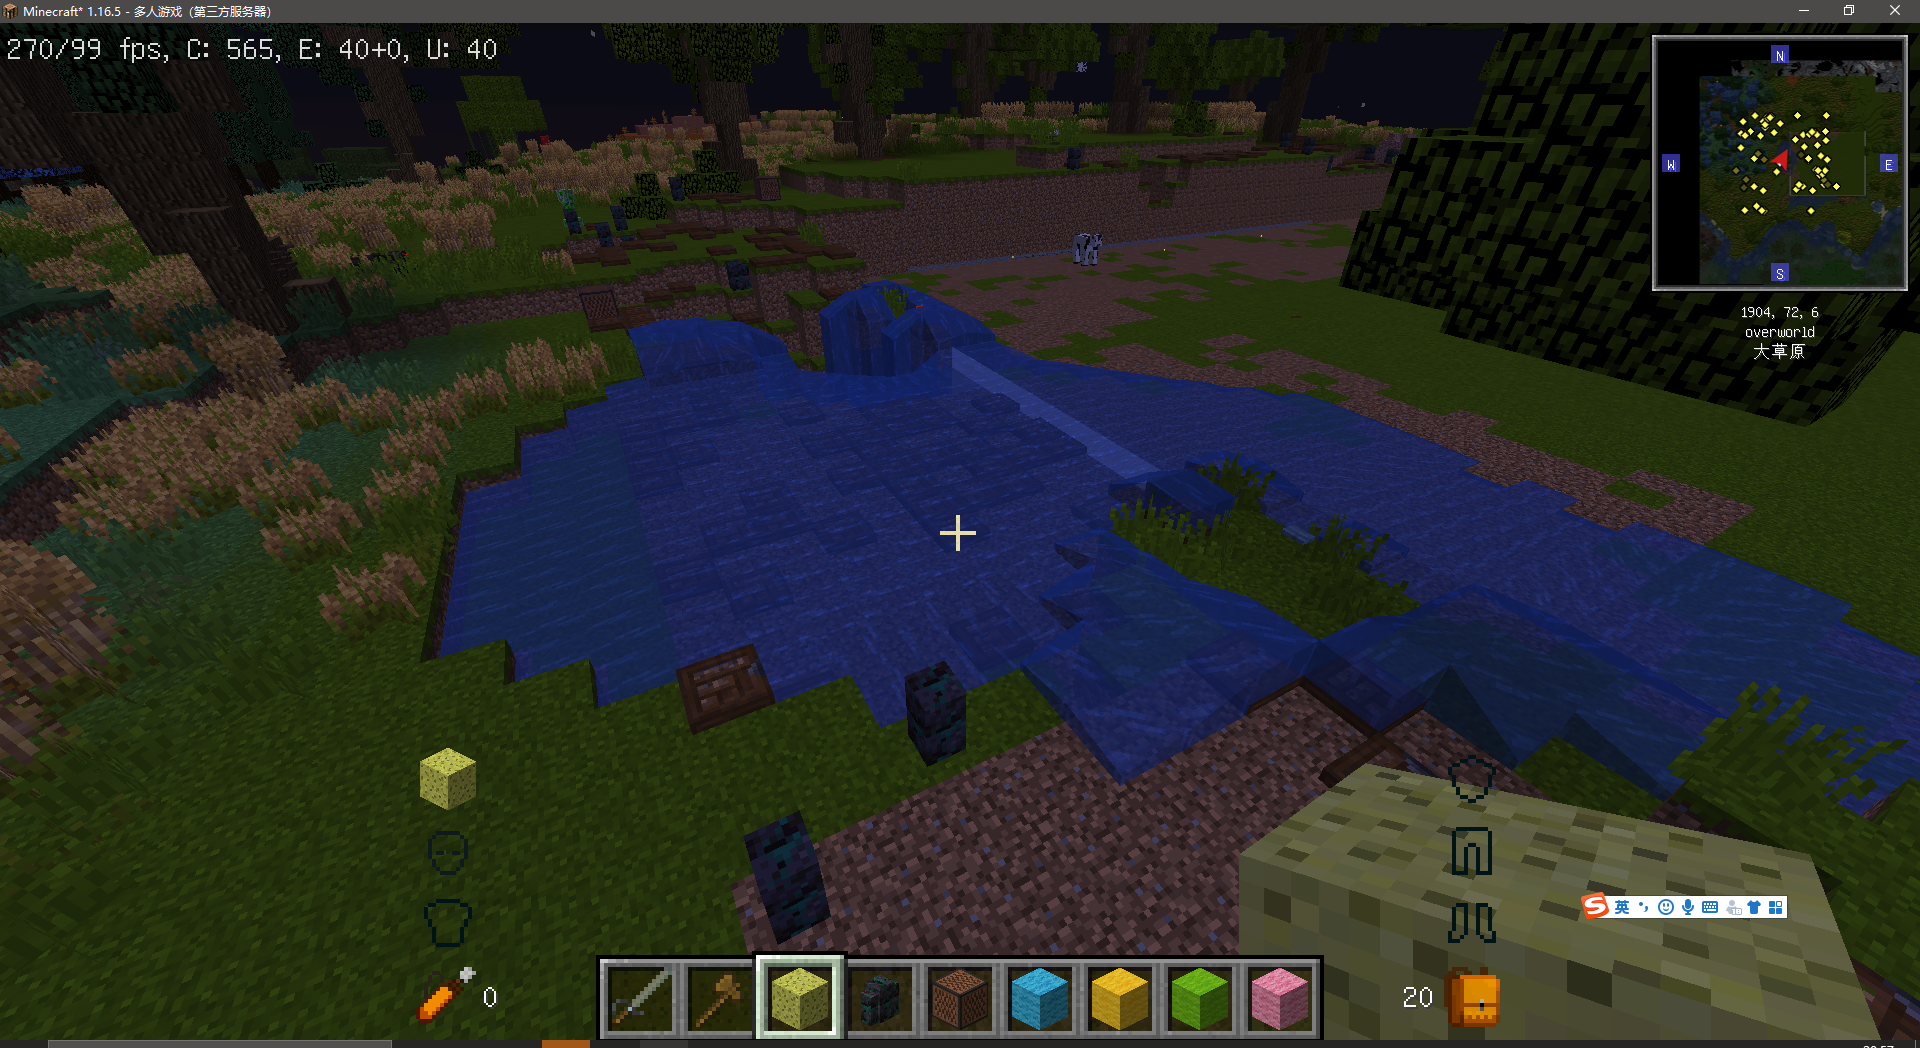 Minecraft* 1.16.5 - 多人游戏（第三方服务器）
270/99 fps, C: 565, E: 40+0, U: 40
N
W
E
S
1904, 72, 6
overworld
大草原
英
0
20